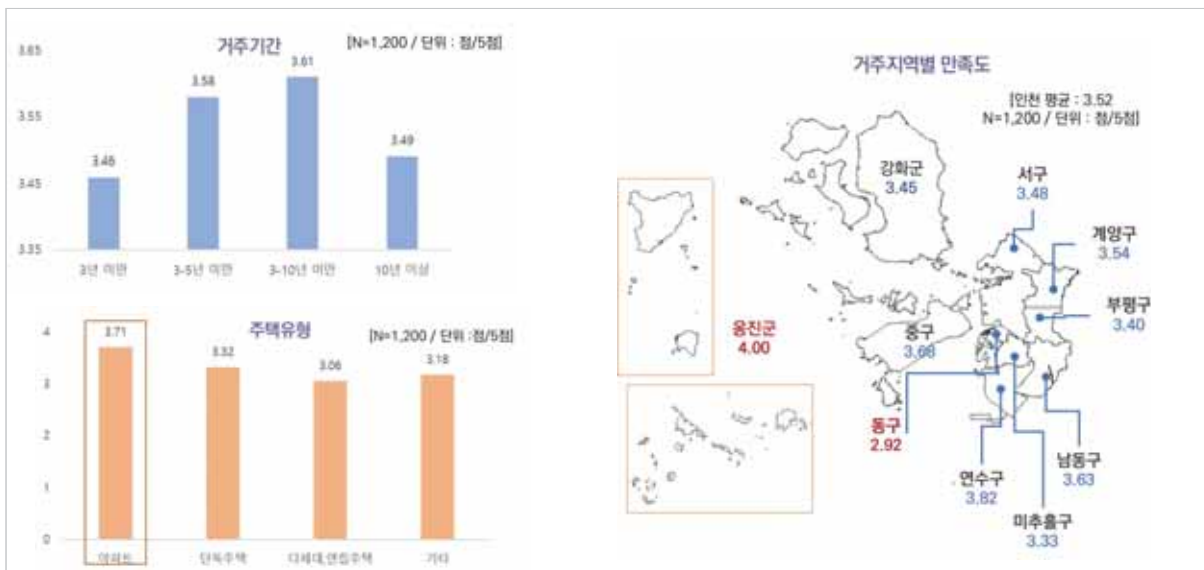 거주기간
[N=1,200 / 단위 : 점/5점]
3.65
3.55
3.45
3.35
3.46
3.58
3.61
3.49
3년 미만
3-5년 미만
3-10년 미만
10년 이상
주택유형
[N=1,200 / 단위 :점/5점]
4
3
2
1
0
3.71
3.32
3.06
3.18
아파트
단독주택
다세대,연립주택
기타
거주지역별 만족도
[인천 평균 : 3.52
N=1,200 / 단위 : 점/5점]
강화군
3.45
서구
3.48
계양구
3.54
부평구
3.40
옹진군
4.00
중구
3.68
동구
2.92
연수구
3.82
남동구
3.63
미추홀구
3.33